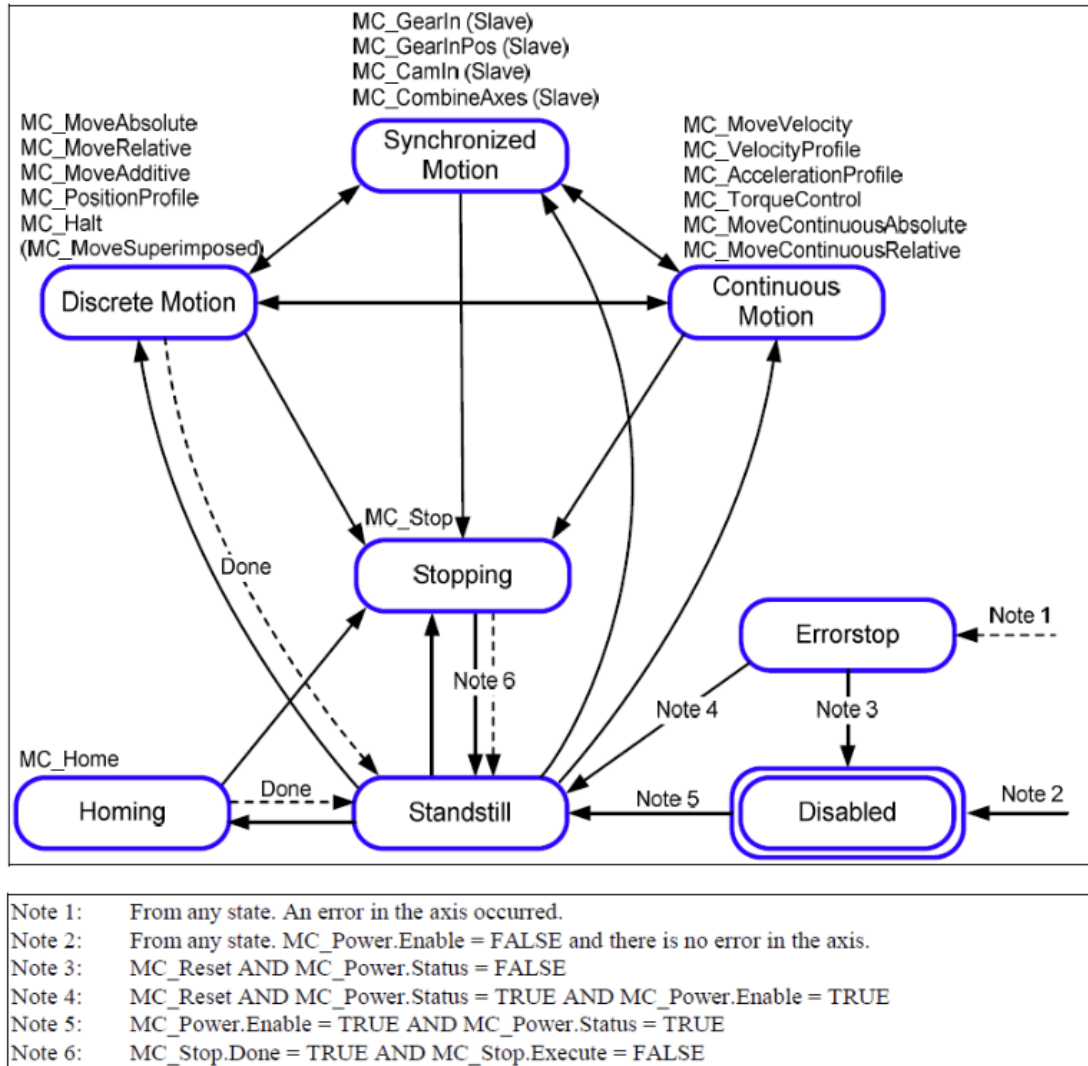 MC_GearIn (Slave)
MC_GearInPos (Slave)
MC_CamIn (Slave)
MC_CombineAxes (Slave)
MC_MoveAbsolute
MC_MoveRelative
MC_MoveAdditive
MC_PositionProfile
MC_Halt
(MC_MoveSuperimposed)
Synchronized
Motion
MC_MoveVelocity
MC_VelocityProfile
MC_AccelerationProfile
MC_TorqueControl
MC_MoveContinuousAbsolute
MC_MoveContinuousRelative
Discrete Motion
Continuous
Motion
MC_Stop
Done
Stopping
Errorstop
Note 1
Note 6
Note 4
Note 3
MC_Home
Homing
Done
Standstill
Note 5
Disabled
Note 2
Note 1: From any state. An error in the axis occurred.
Note 2: From any state. MC_Power.Enable = FALSE and there is no error in the axis.
Note 3: MC_Reset AND MC_Power.Status = FALSE
Note 4: MC_Reset AND MC_Power.Status = TRUE AND MC_Power.Enable = TRUE
Note 5: MC_Power.Enable = TRUE AND MC_Power.Status = TRUE
Note 6: MC_Stop.Done = TRUE AND MC_Stop.Execute = FALSE